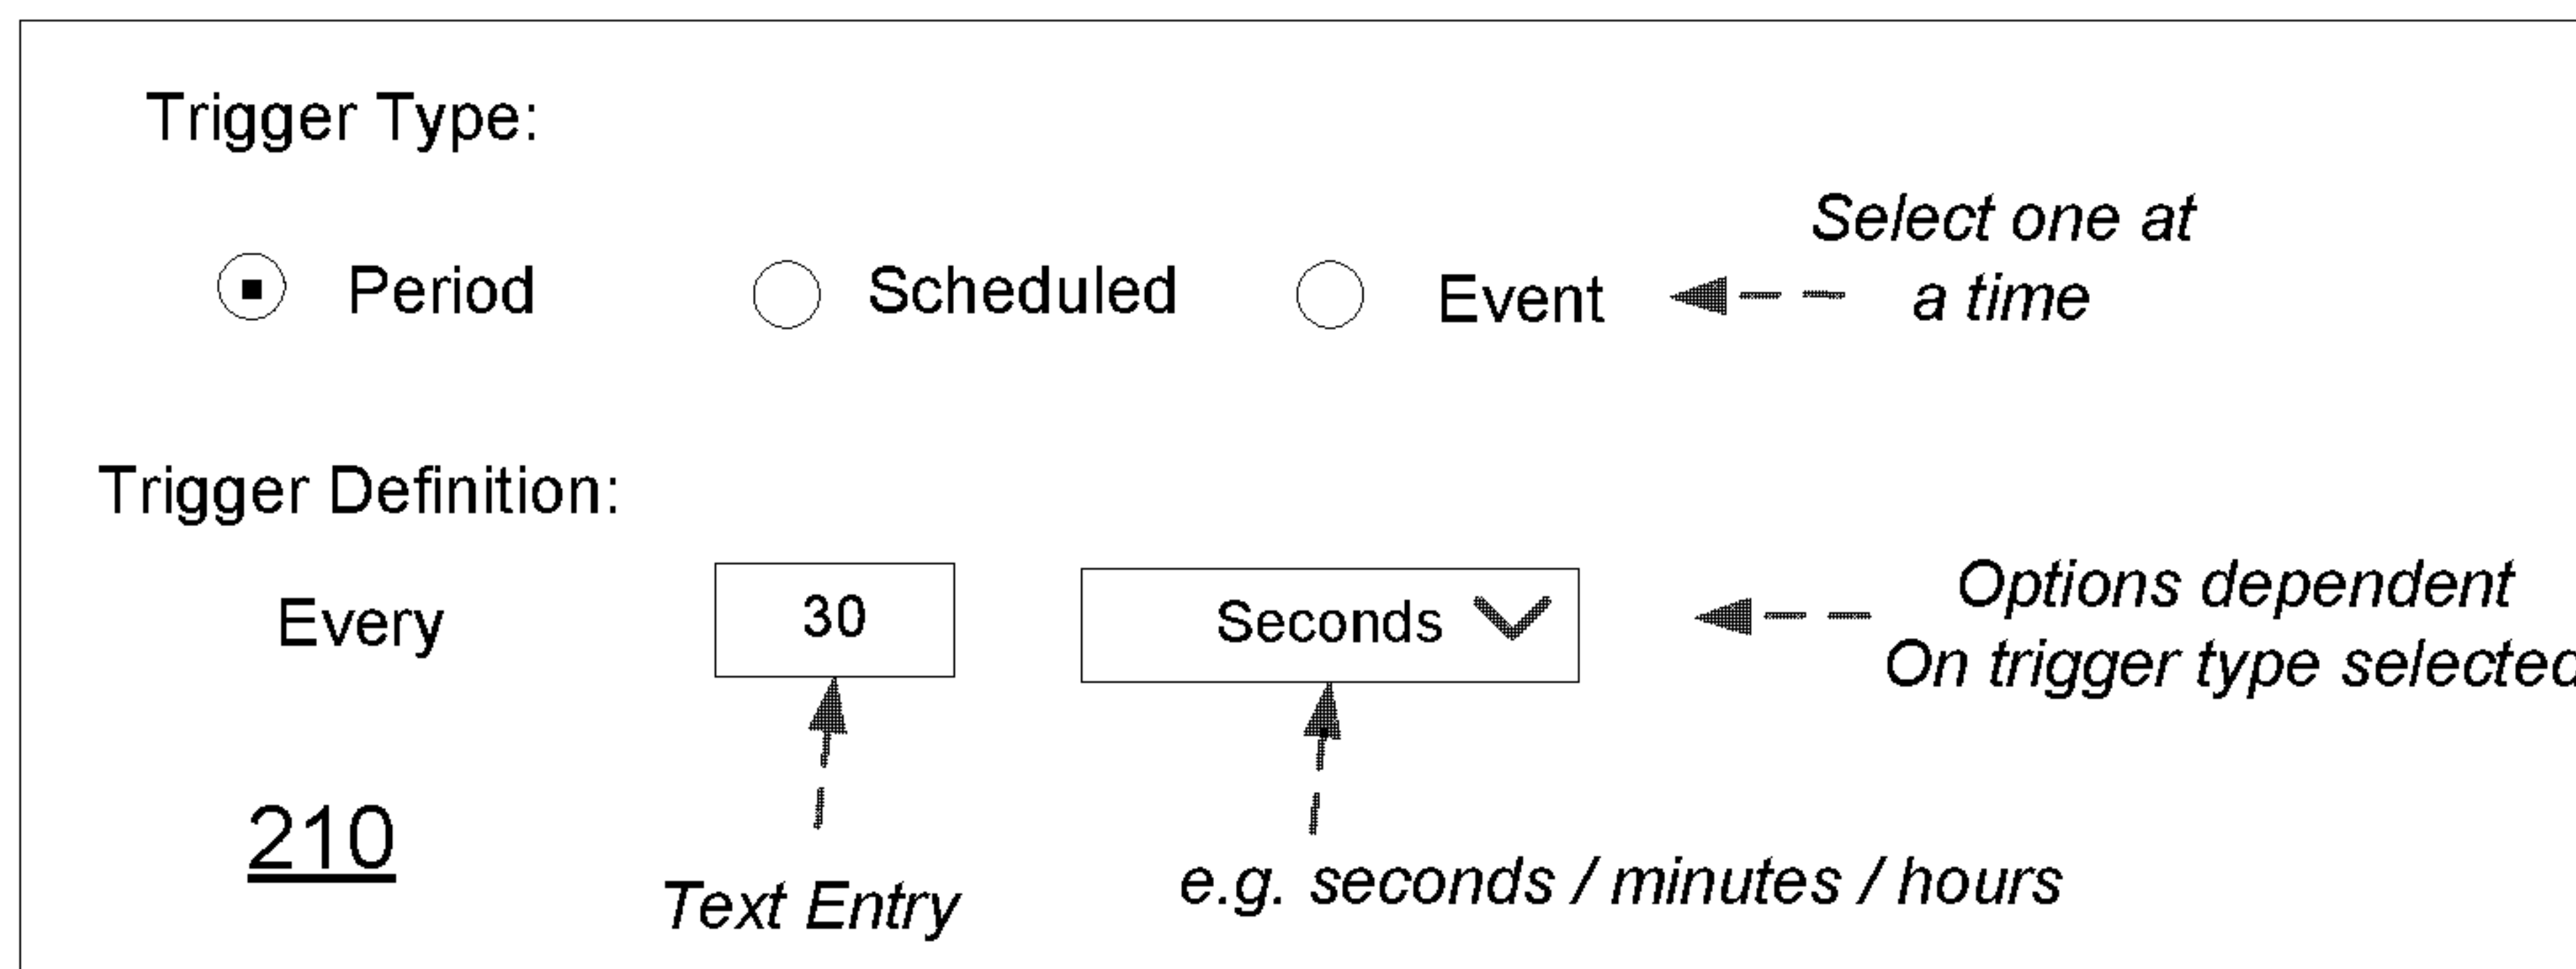 Trigger Type:
Select one at
Period Scheduled Event a time
Trigger Definition:
Options dependent
Every 30 Seconds
On trigger type selected
210
Text Entry e.g. seconds / minutes / hours